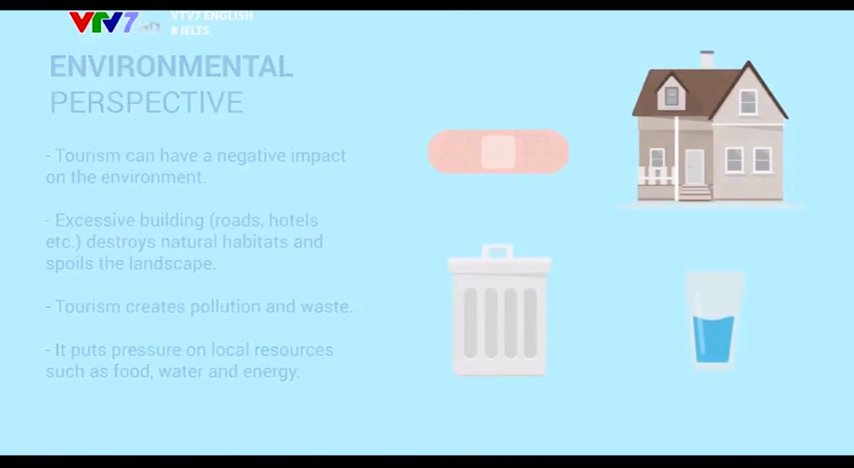 VTV7
VTV7 ENGLISH
8 IELTS
ENVIRONMENTAL
PERSPECTIVE
- Tourism can have a negative impact
on the environment.
- Excessive building (roads, hotels
etc.) destroys natural habitats and
spoils the landscape.
- Tourism creates pollution and waste.
- It puts pressure on local resources
such as food, water and energy.